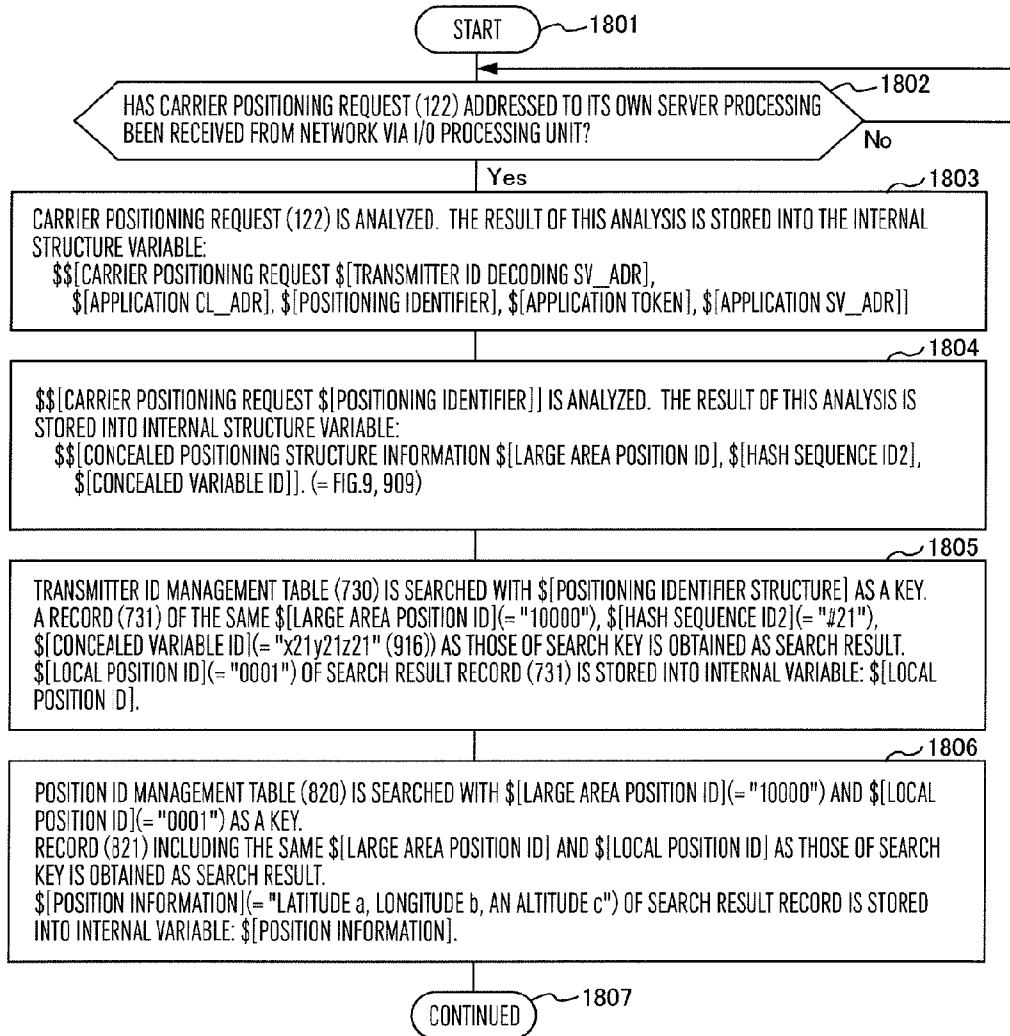 START
1801
1802
HAS CARRIER POSITIONING REQUEST (122) ADDRESSED TO ITS OWN SERVER PROCESSING
BEEN RECEIVED FROM NETWORK VIA I/O PROCESSING UNIT?
No
Yes
1803
CARRIER POSITIONING REQUEST (122) IS ANALYZED. THE RESULT OF THIS ANALYSIS IS STORED INTO THE INTERNAL
STRUCTURE VARIABLE:
$$[CARRIER POSITIONING REQUEST $[TRANSMITTER ID DECODING SV_ADR],
$[APPLICATION CL_ADR], $[POSITIONING IDENTIFIER], $[APPLICATION TOKEN], $[APPLICATION SV_ADR]]
1804
$$[CARRIER POSITIONING REQUEST $[POSITIONING IDENTIFIER]] IS ANALYZED. THE RESULT OF THIS ANALYSIS IS
STORED INTO INTERNAL STRUCTURE VARIABLE:
$$[CONCEALED POSITIONING STRUCTURE INFORMATION $[LARGE AREA POSITION ID], $[HASH SEQUENCE ID2],
$[CONCEALED VARIABLE ID]]. (= FIG.9, 909)
1805
TRANSMITTER ID MANAGEMENT TABLE (730) IS SEARCHED WITH $[POSITIONING IDENTIFIER STRUCTURE] AS A KEY.
A RECORD (731) OF THE SAME $[LARGE AREA POSITION ID](= "10000"), $[HASH SEQUENCE ID2](= "#21"),
$[CONCEALED VARIABLE ID](= "x21y21z21" (916)) AS THOSE OF SEARCH KEY IS OBTAINED AS SEARCH RESULT.
$[LOCAL POSITION ID](= "0001") OF SEARCH RESULT RECORD (731) IS STORED INTO INTERNAL VARIABLE: $[LOCAL
POSITION ID].
1806
POSITION ID MANAGEMENT TABLE (820) IS SEARCHED WITH $[LARGE AREA POSITION ID](= "10000") AND $[LOCAL
POSITION ID](= "0001") AS A KEY.
RECORD (821) INCLUDING THE SAME $[LARGE AREA POSITION ID] AND $[LOCAL POSITION ID] AS THOSE OF SEARCH
KEY IS OBTAINED AS SEARCH RESULT.
$[POSITION INFORMATION](= "LATITUDE a, LONGITUDE b, AN ALTITUDE c") OF SEARCH RESULT RECORD IS STORED
INTO INTERNAL VARIABLE: $[POSITION INFORMATION].
1807
CONTINUED